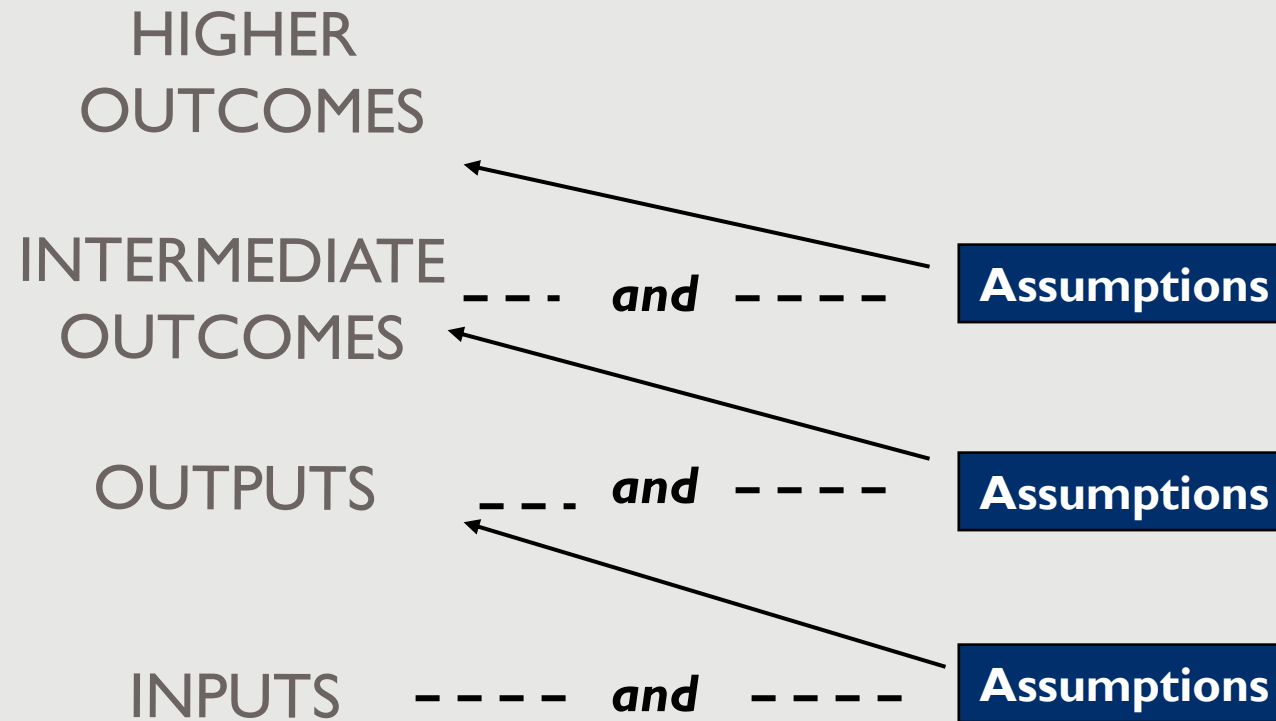 HIGHER
OUTCOMES
INTERMEDIATE
OUTCOMES
and
Assumptions
OUTPUTS
and
Assumptions
INPUTS
and
Assumptions